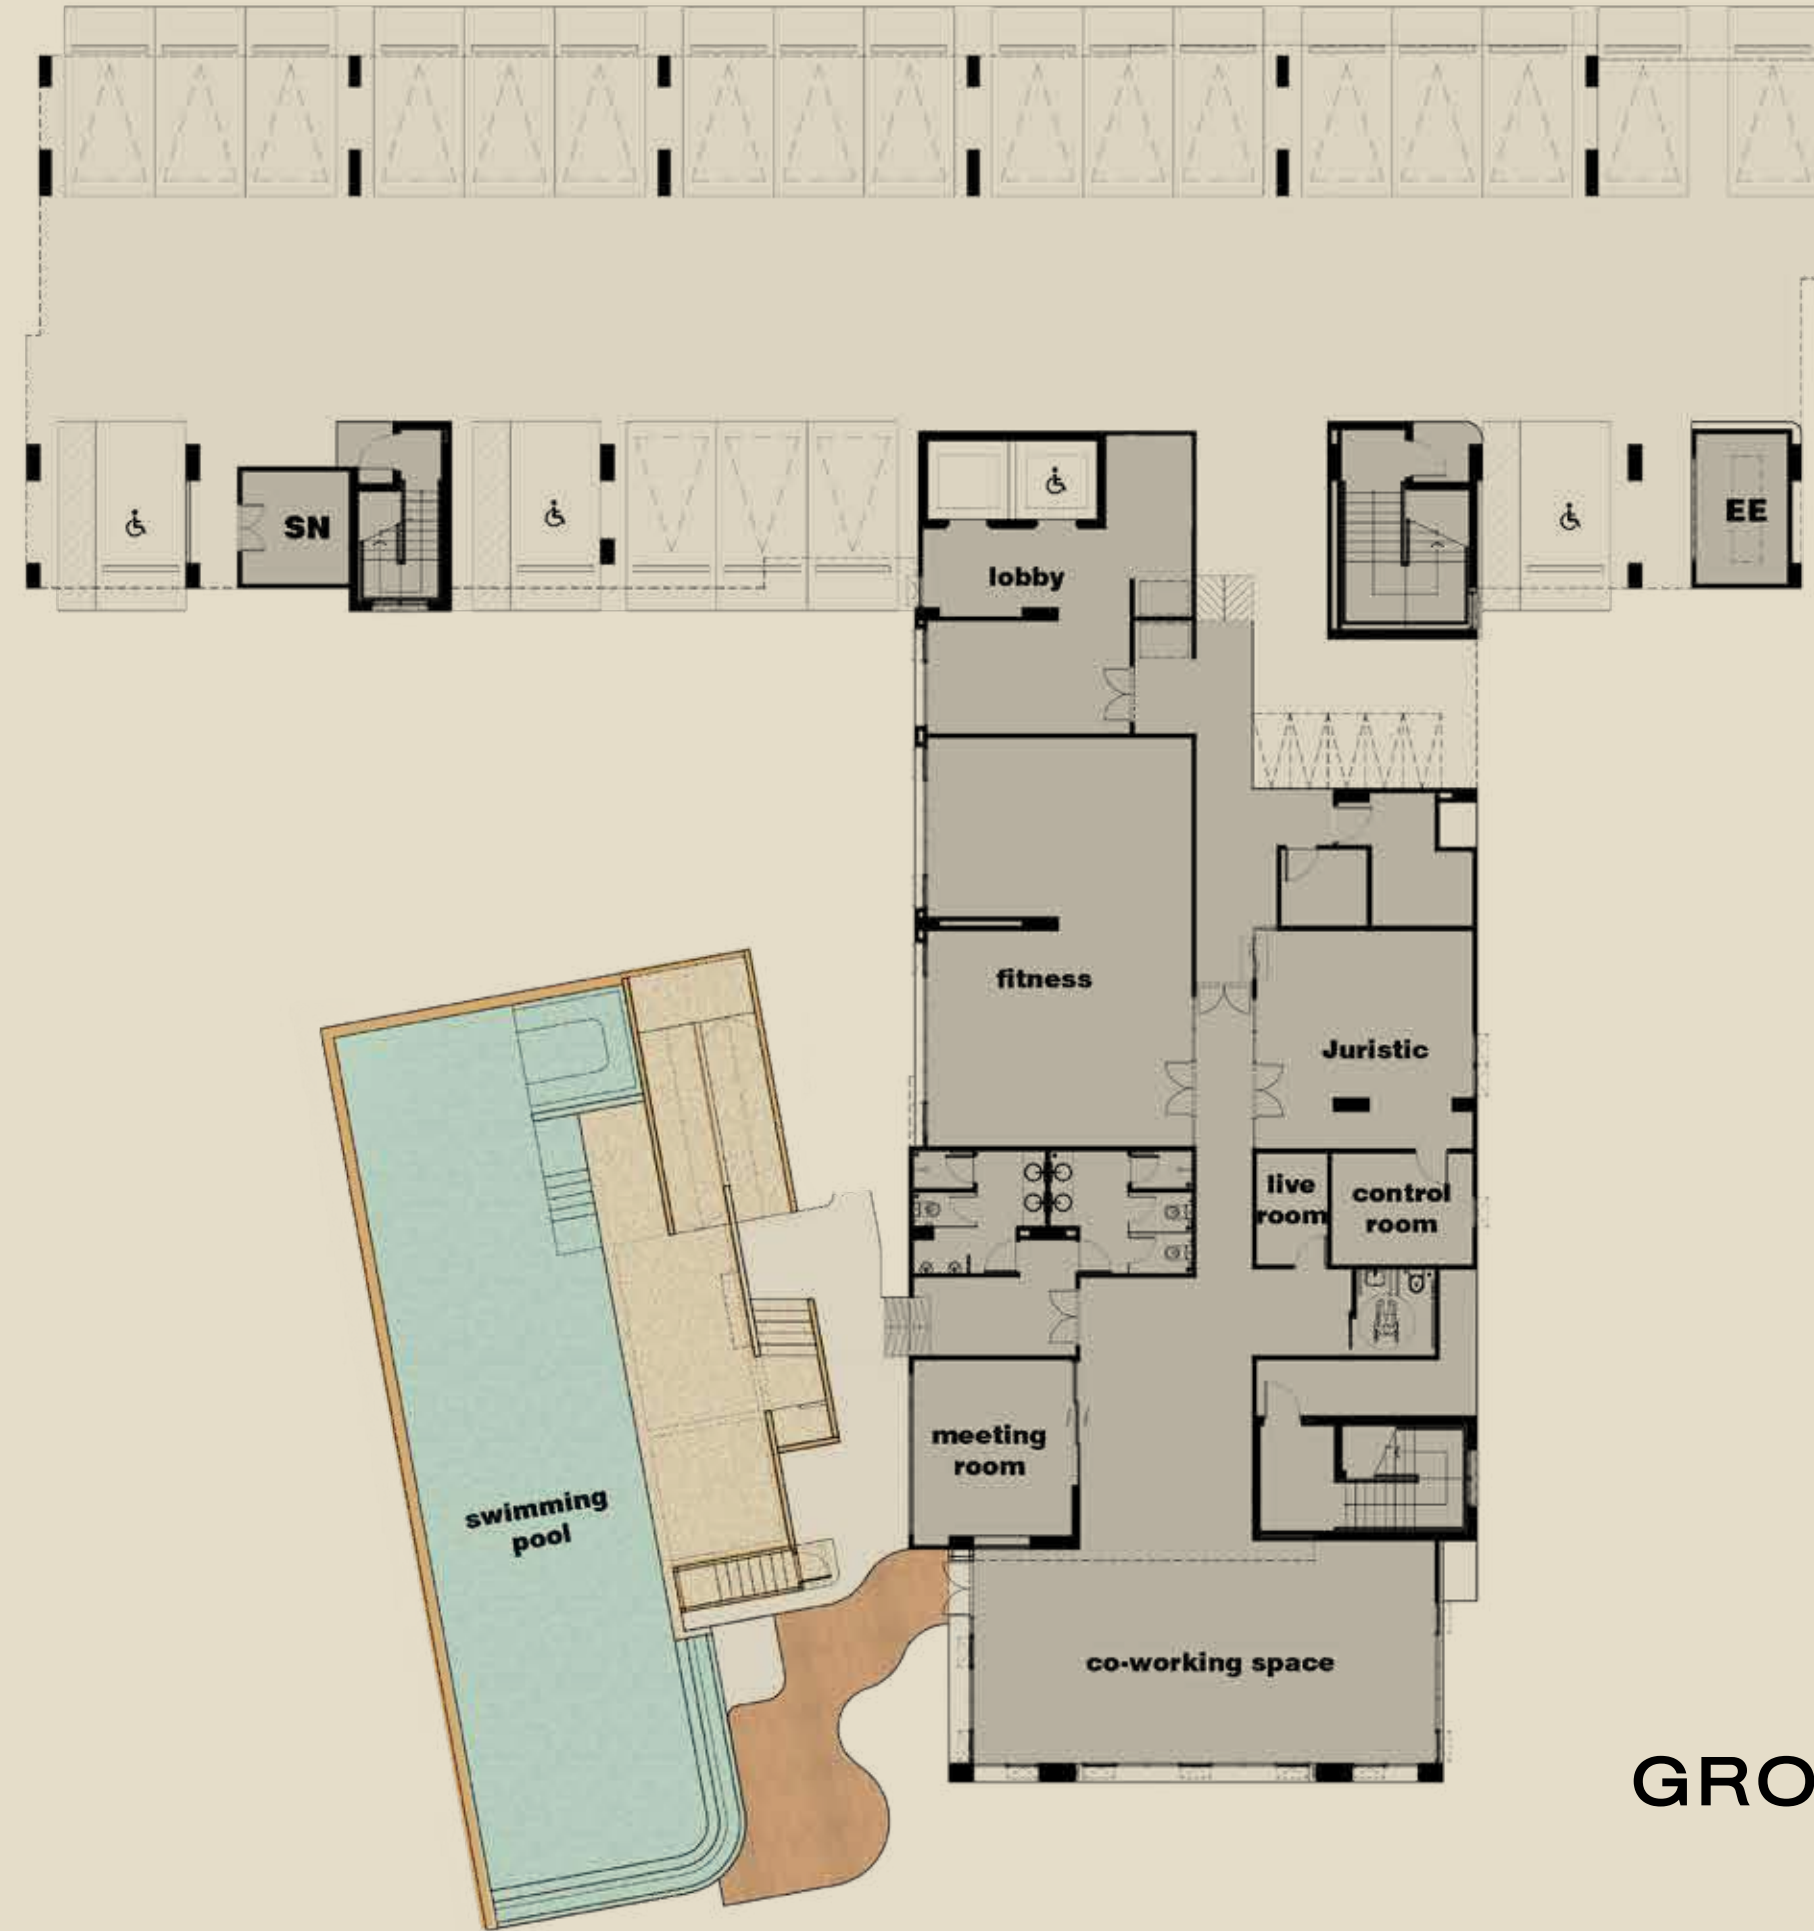 SN
EE
lobby
fitness
Juristic
live
room
control
room
meeting
room
swimming
pool
co-working space
GRO